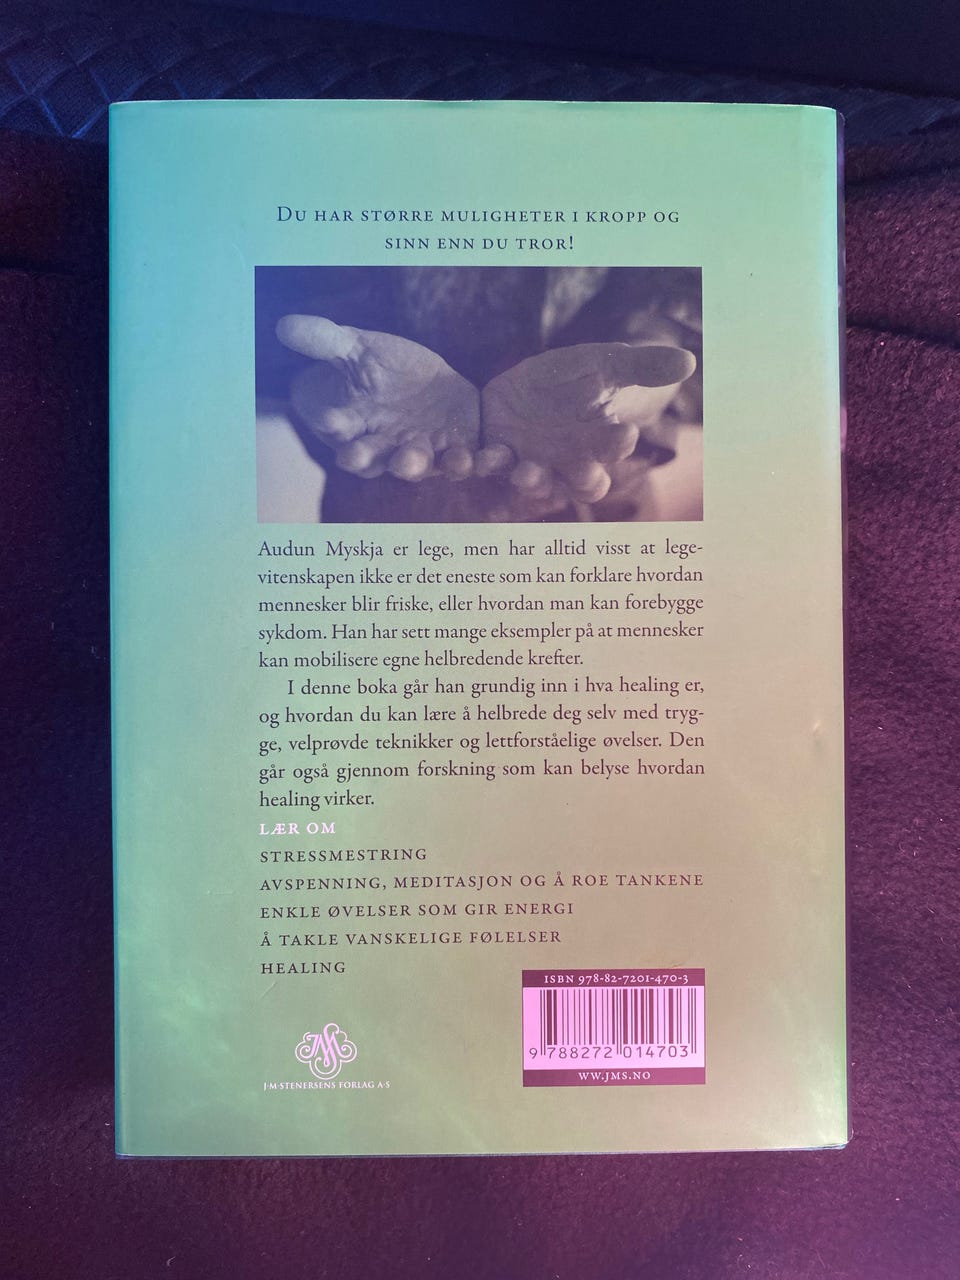 Du har større muligheter i kropp og
sinn enn du tror!
Audun Myskja er lege, men har alltid visst at lege-
vitenskapen ikke er det eneste som kan forklare hvordan
mennesker blir friske, eller hvordan man kan forebygge
sykdom. Han har sett mange eksempler på at mennesker
kan mobilisere egne helbredende krefter.
I denne boka går han grundig inn i hva healing er,
og hvordan du kan lære å helbrede deg selv med tryg-
ge, velprøvde teknikker og lettforståelige øvelser. Den
går også gjennom forskning som kan belyse hvordan
healing virker.
LÆR OM
STRESSMESTRING
AVSPENNING, MEDITASJON OG Å ROE TANKENE
ENKLE ØVELSER SOM GIR ENERGI
Å TAKLE VANSKELIGE FØLELSER
HEALING
ISBN 978-82-7201-470-3
9 788272 014703
WW.JMS.NO
JMS
J·M·STENERSENS FORLAG A·S